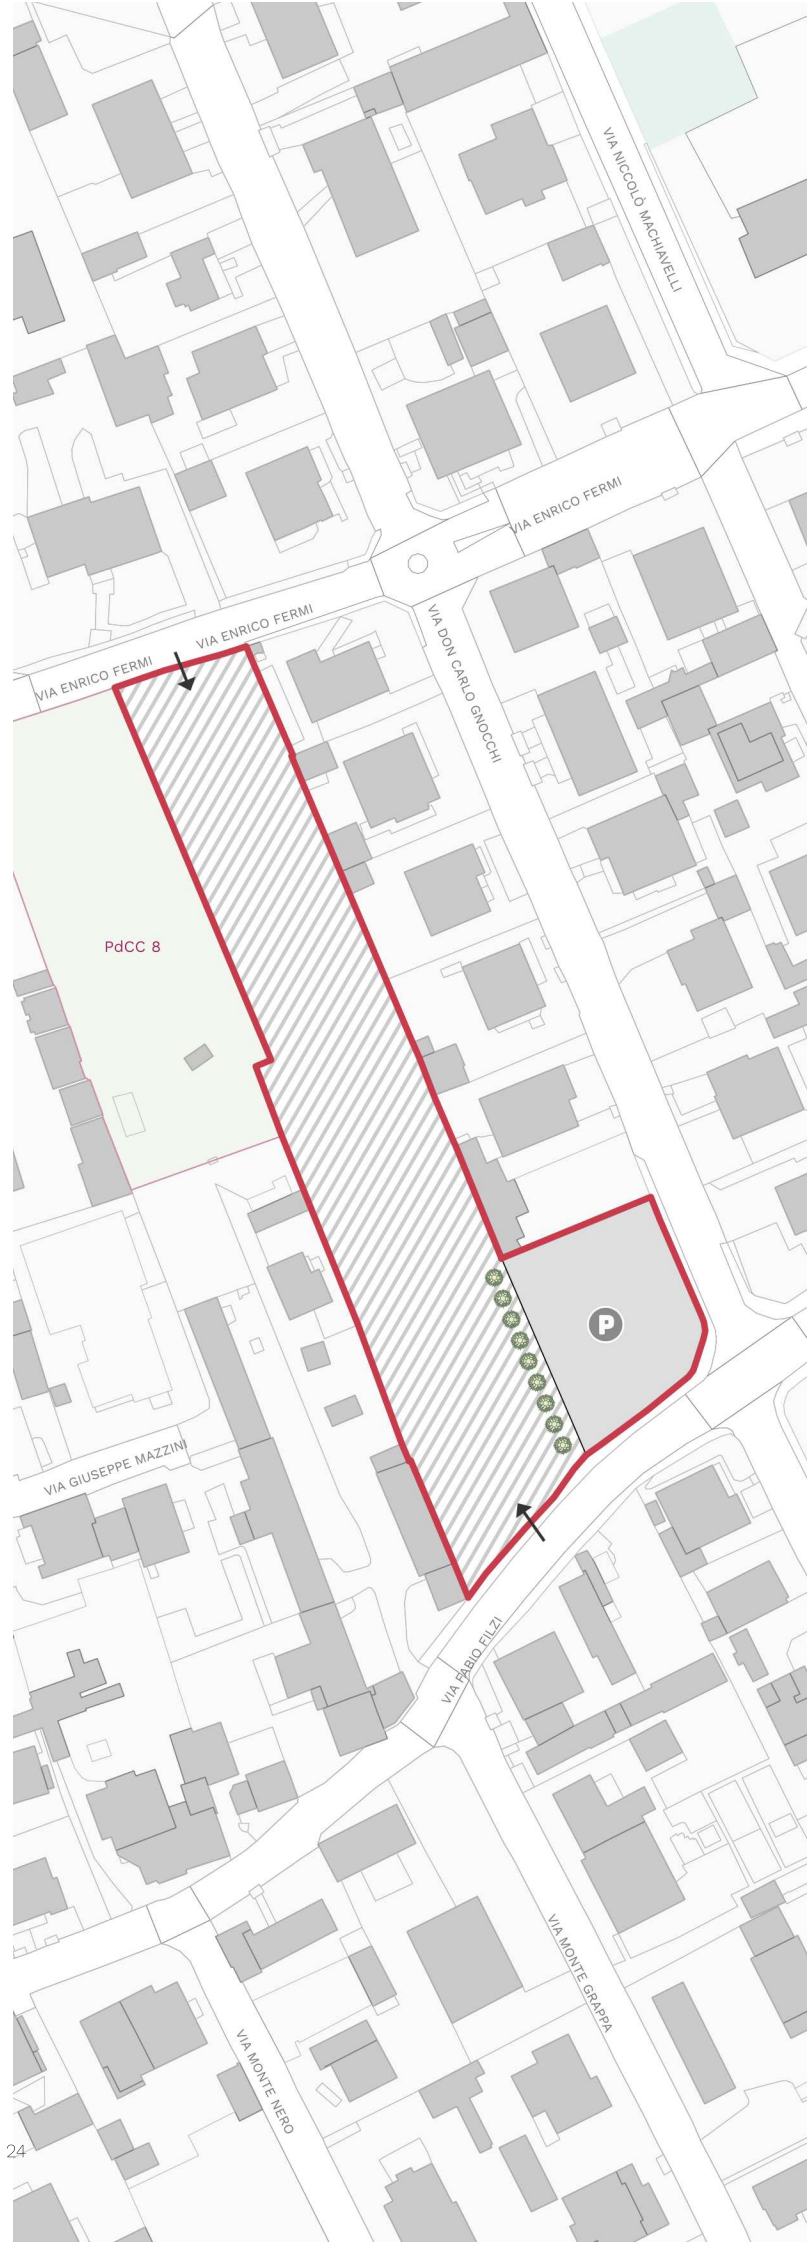 VIA NICCOLÒ MACHIAVELLI
VIA ENRICO FERMI
VIA ENRICO FERMI
VIA ENRICO FERMI
VIA DON CARLO GNOCCHI
PdCC 8
P
VIA GIUSEPPE MAZZINI
VIA FABIO FILZI
VIA MONTE GRAPPA
VIA MONTE NERO
24